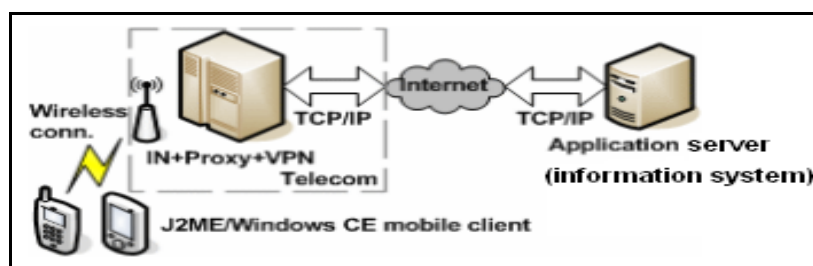 Wireless
conn.
IN+Proxy+VPN
Telecom
TCP/IP
Internet
TCP/IP
Application server
(information system)
J2ME/Windows CE mobile client